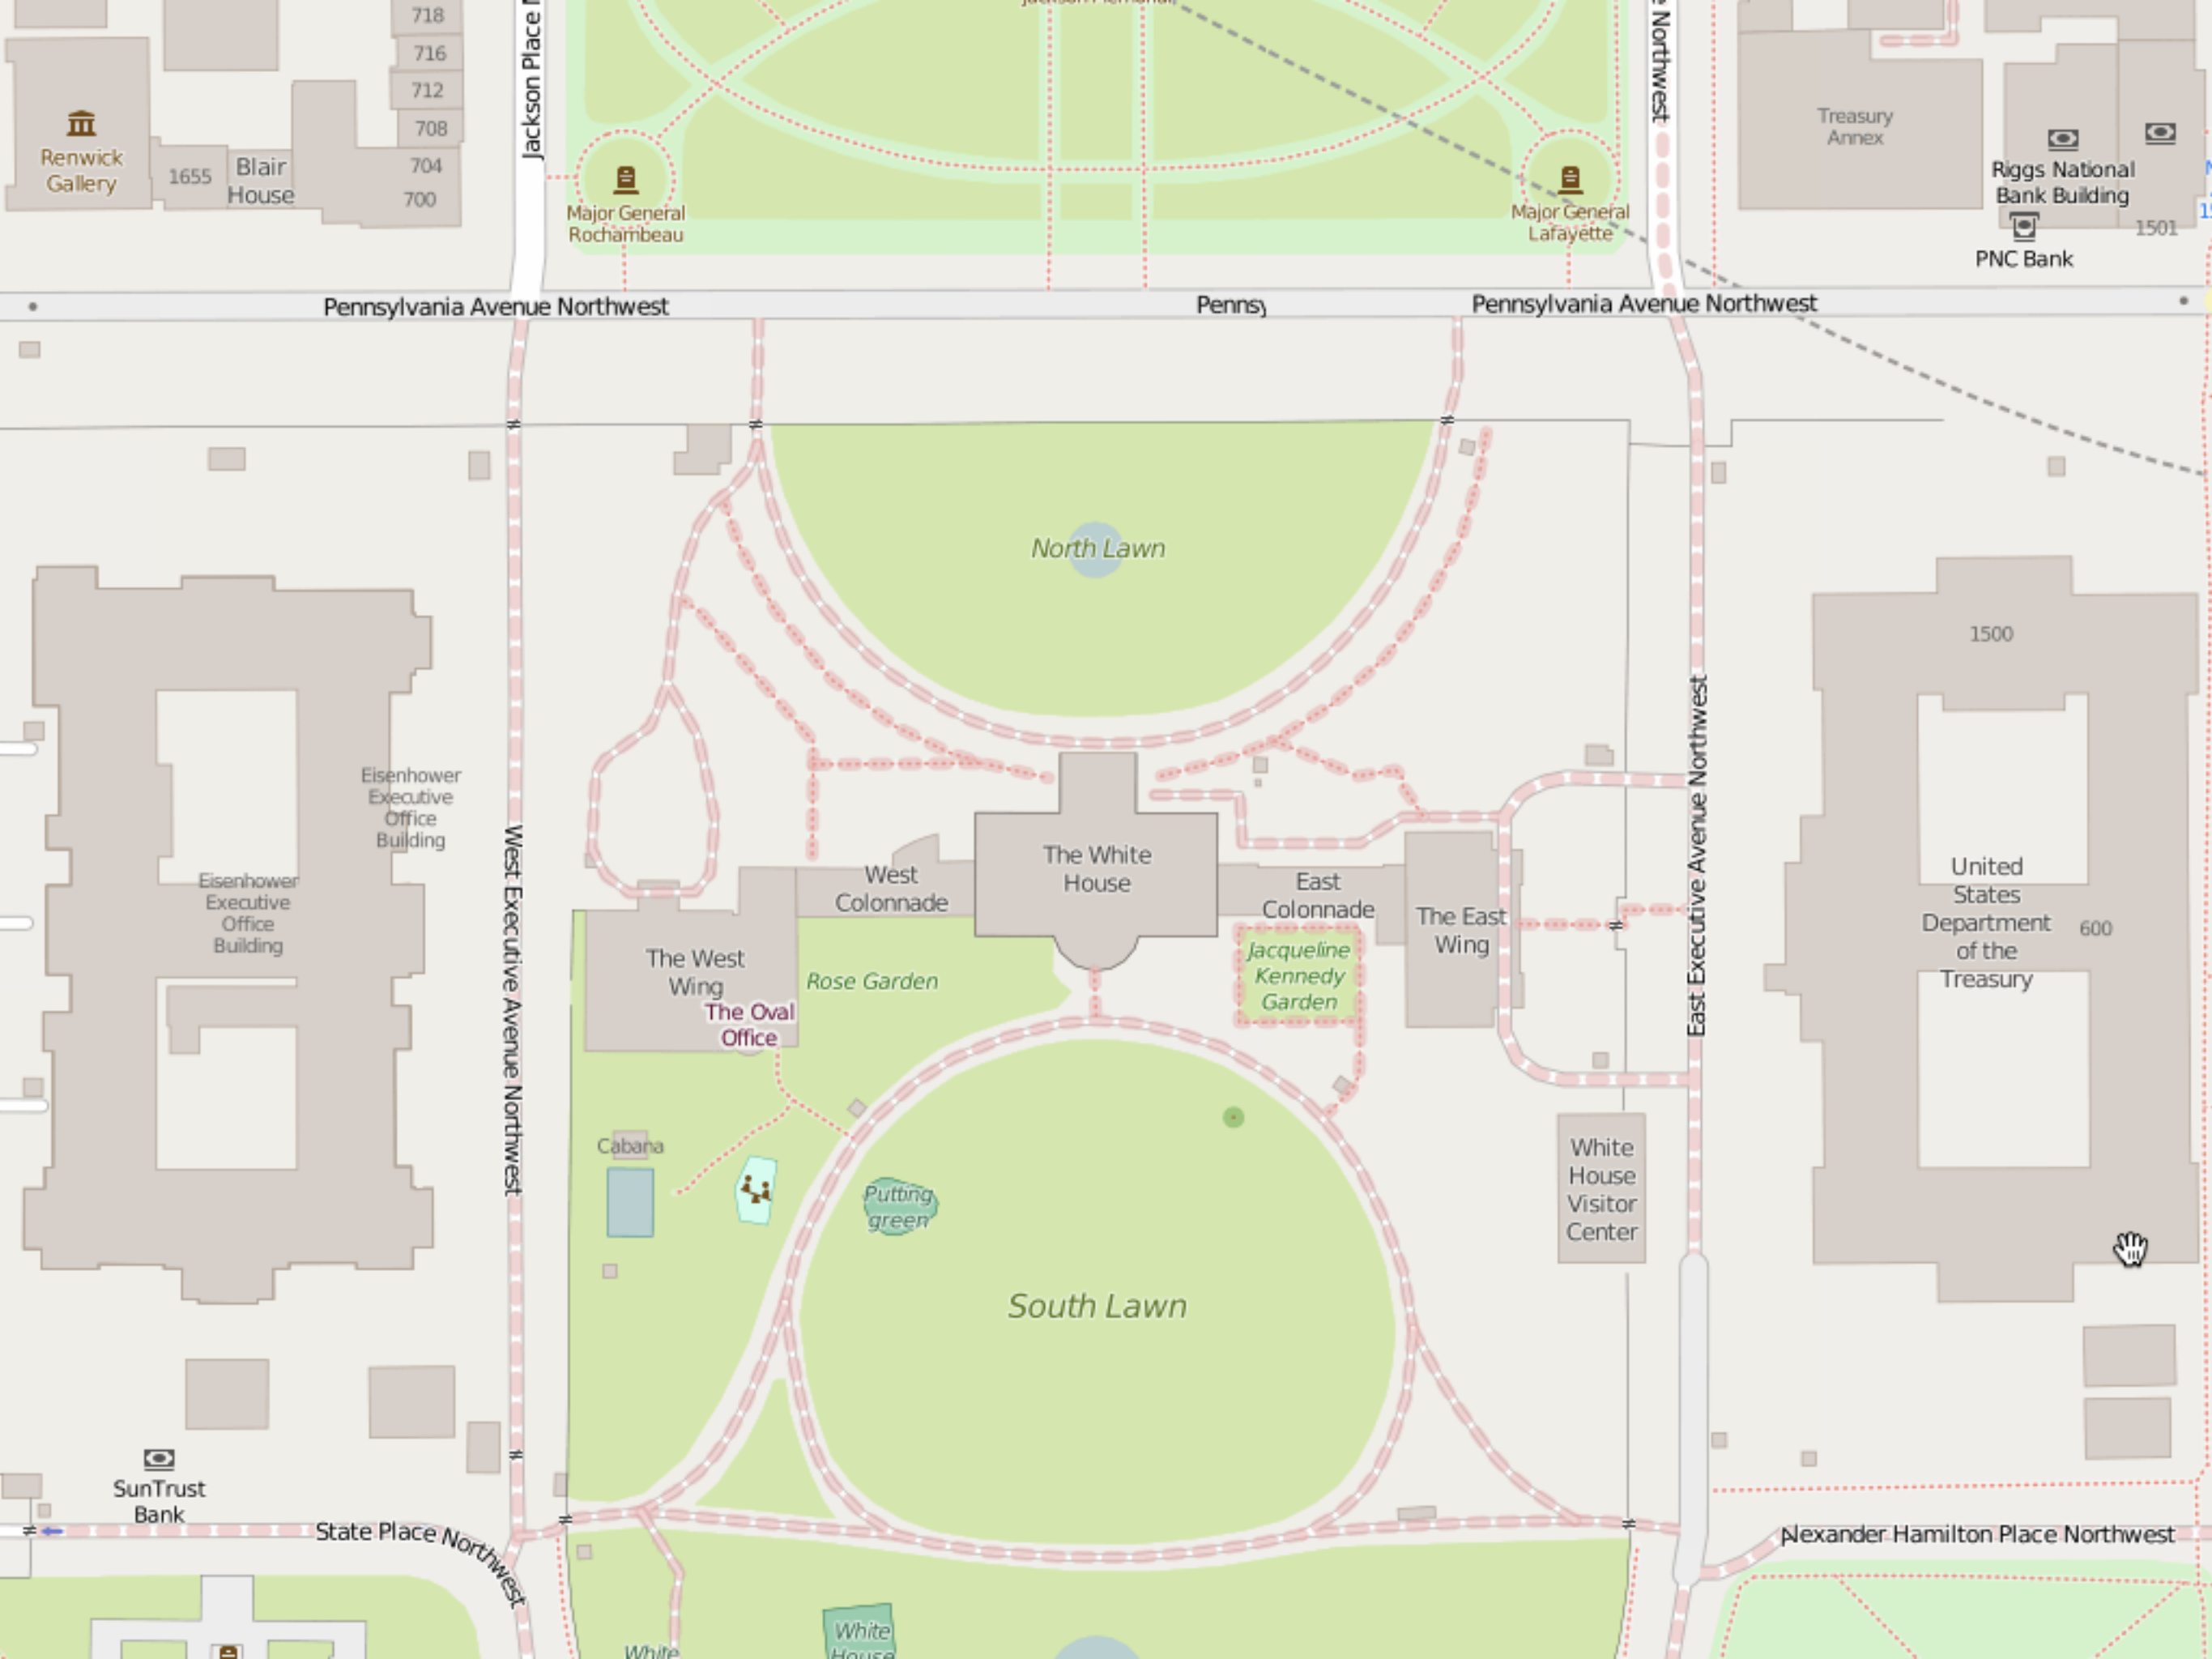 718
716
712
708
704
700
Renwick
Gallery
1655
Blair
House
Jackson Place
Jackson Memorial
Major General
Rochambeau
Major General
Lafayette
Northwest
Treasury
Annex
Riggs National
Bank Building
1501
PNC Bank
Pennsylvania Avenue Northwest
Pennsy
Pennsylvania Avenue Northwest
North Lawn
1500
Eisenhower
Executive
Office
Building
Eisenhower
Executive
Office
Building
West Executive Avenue Northwest
East Executive Avenue Northwest
The White
House
West
Colonnade
East
Colonnade
The East
Wing
The West
Wing
The Oval
Office
Rose Garden
Jacqueline
Kennedy
Garden
United
States
Department
of the
Treasury
600
Cabana
Putting
green
White
House
Visitor
Center
South Lawn
SunTrust
Bank
State Place Northwest
Alexander Hamilton Place Northwest
White
White
House